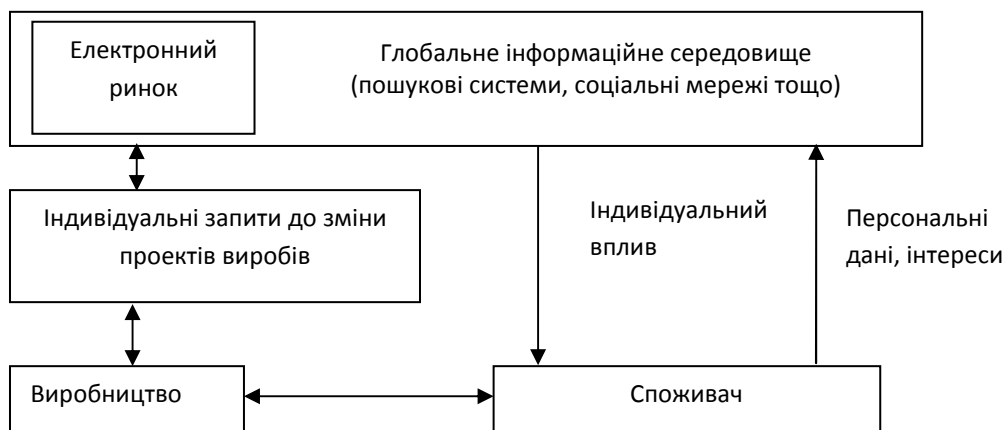 Електронний
ринок
Глобальне інформаційне середовище
(пошукові системи, соціальні мережі тощо)
Індивідуальні запити до зміни
проектів виробів
Індивідуальний
вплив
Персональні
дані, інтереси
Виробництво
Споживач